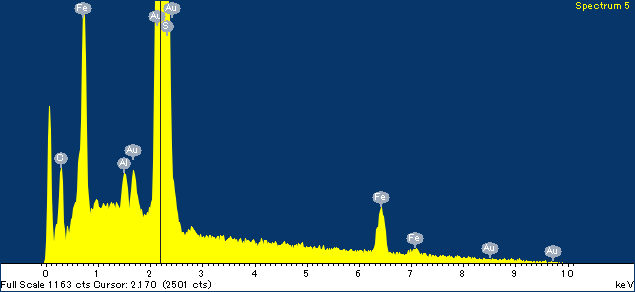 Spectrum 5
Fe
Au
Au
S
Au
Al
Fe
Fe
Au
Au
0 1 2 3 4 5 6 7 8 9 10
Full Scale 1163 cts Cursor: 2.170 (2501 cts) keV